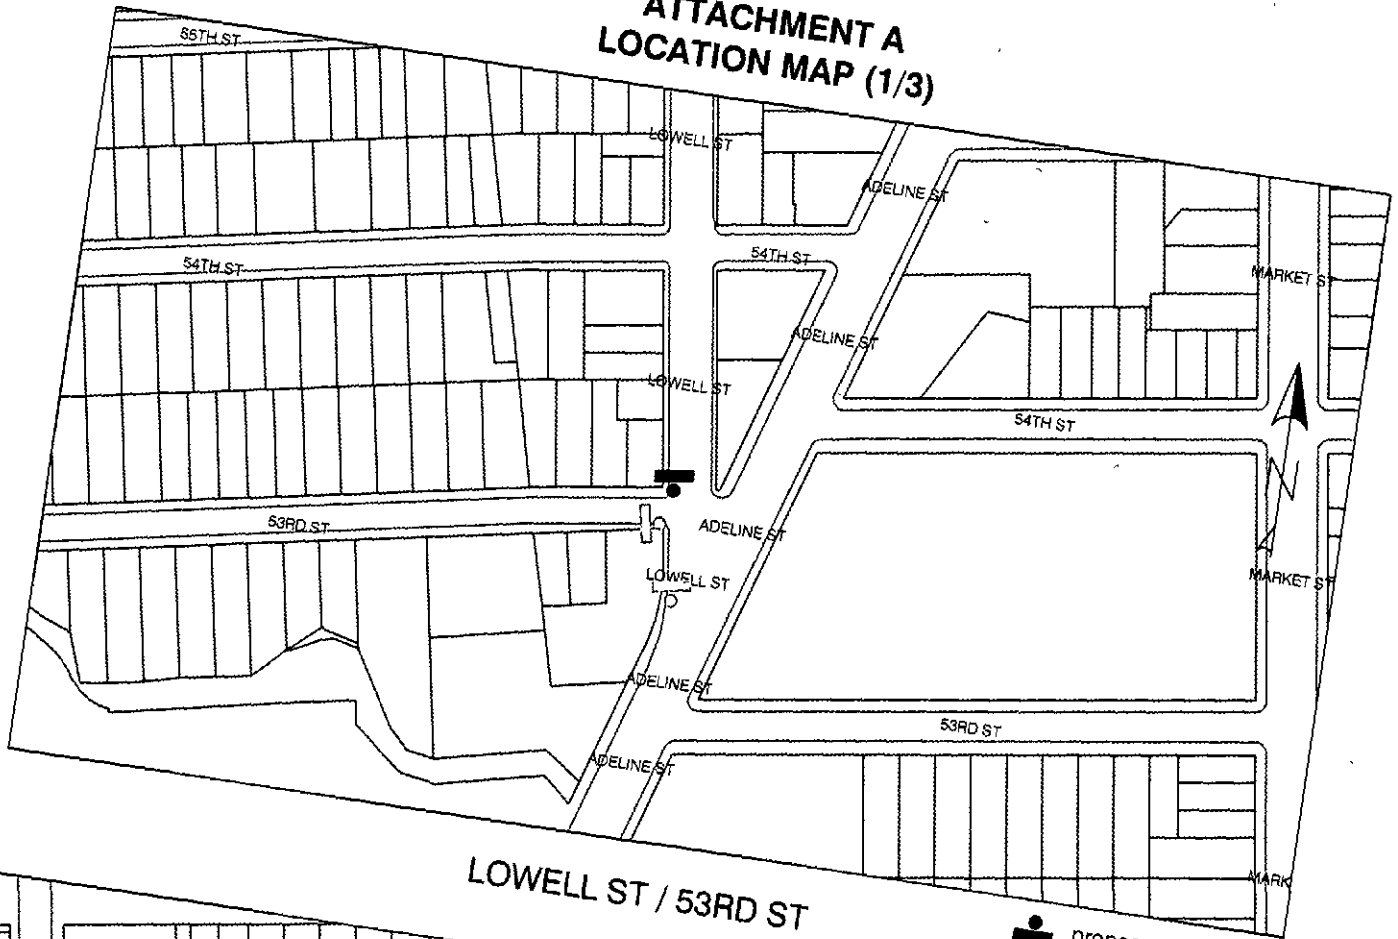 ATTACHMENT A
LOCATION MAP (1/3)
55TH ST
LOWELL ST
ADELINE ST
54TH ST
54TH ST
MARKET ST
ADELINE ST
LOWELL ST
54TH ST
N
53RD ST
ADELINE ST
LOWELL ST
MARKET ST
ADELINE ST
53RD ST
ADELINE ST
MARK
LOWELL ST / 53RD ST